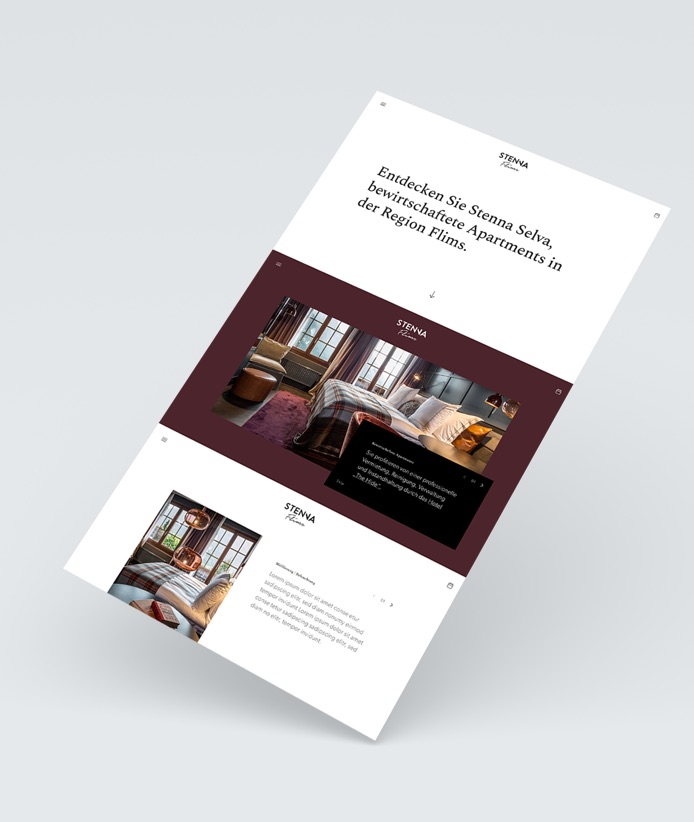 STENNA
Flims
Entdecken Sie Stenna Selva,
bewirtschaftete Apartments in
der Region Flims.
STENNA
Flims
Bewirtschaftete Apartments
Sie profitieren von einer professionelle
Vermietung, Reinigung, Verwaltung
und Instandhaltung durch das Hotel
„The Hide“.
STENNA
Flims
Lorem ipsum dolor sit amet conse etur
sadipscing elitr, sed diam nonumy eirmod
tempor invidunt Lorem ipsum dolor sit amet
conse tetur sadipscing sadipscing elitr, sed
diam no elitr, tempor invidunt.